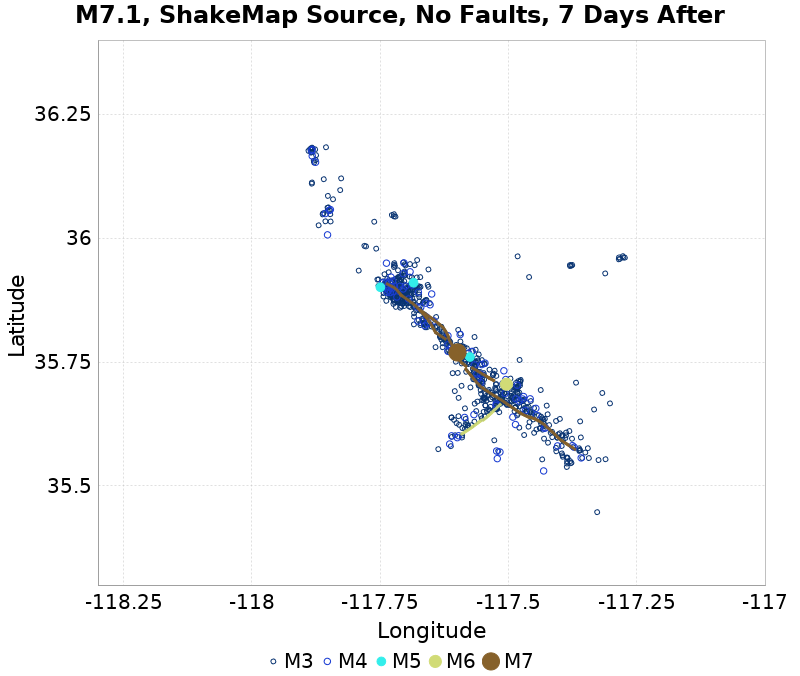 M7.1, ShakeMap Source, No Faults, 7 Days After
36.25
36
35.75
35.5
Latitude
-118.25 -118 -117.75 -117.5 -117.25 -117
Longitude
M3 M4 M5 M6 M7